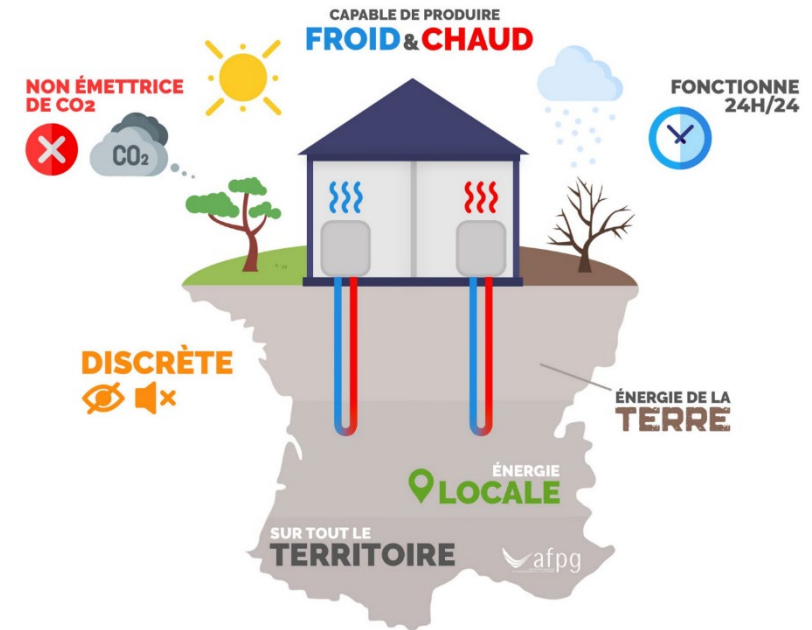 CAPABLE DE PRODUIRE
FROID & CHAUD
NON ÉMETTRICE
DE CO2
CO2
FONCTIONNE
24H/24
DISCRÈTE
ÉNERGIE DE LA
TERRE
ÉNERGIE
LOCALE
SUR TOUT LE
TERRITOIRE
afpg